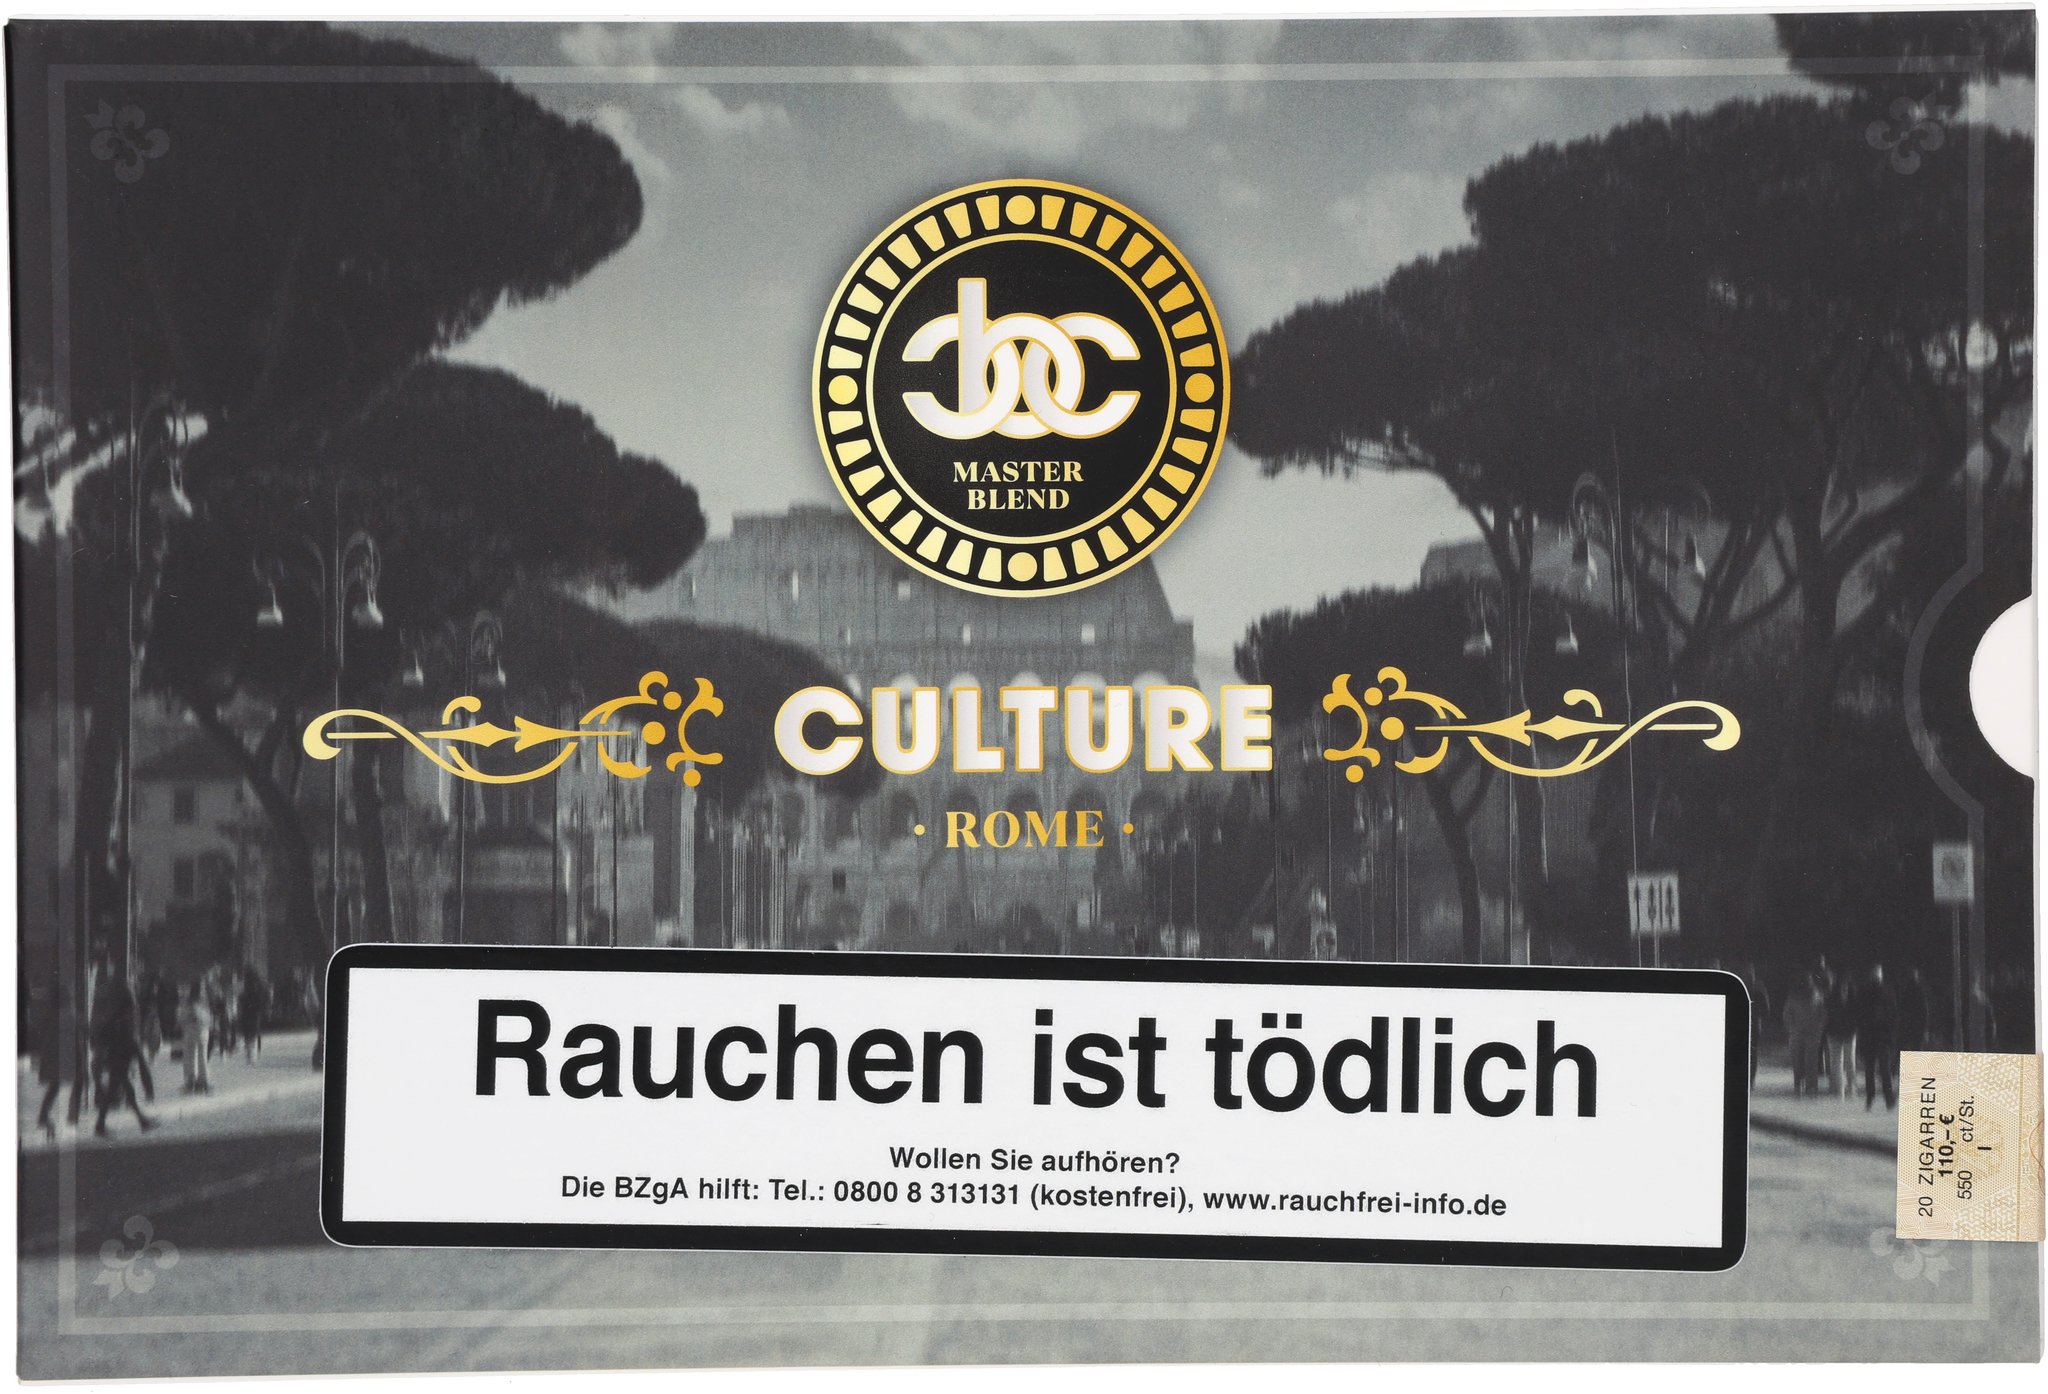 cbc
MASTER
BLEND
CULTURE
· ROME ·
Rauchen ist tödlich
Wollen Sie aufhören?
Die BZgA hilft: Tel.: 0800 8 313131 (kostenfrei), www.rauchfrei-info.de
20 ZIGARREN
110,– €
550 ct/St.
I